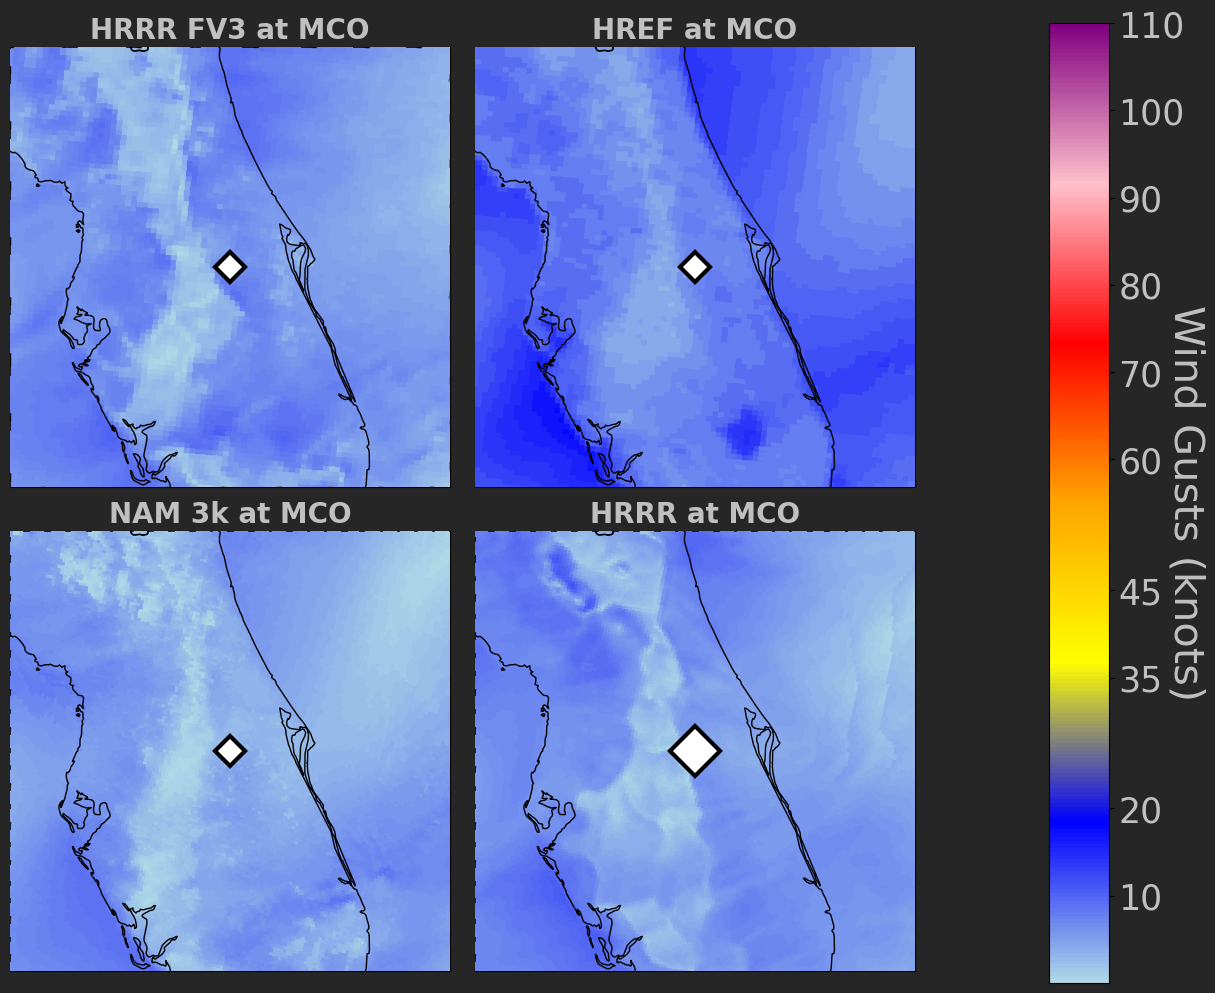 HRRR FV3 at MCO
HREF at MCO
NAM 3k at MCO
HRRR at MCO
110
100
90
80
70
60
45
35
20
10
Wind Gusts (knots)